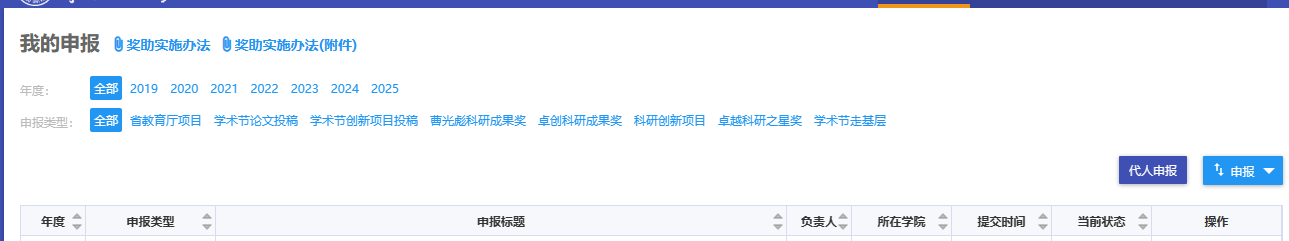 我的申报 奖助实施办法 奖助实施办法(附件)
年度: 全部 2019 2020 2021 2022 2023 2024 2025
申报类型: 全部 省教育厅项目 学术节论文投稿 学术节创新项目投稿 曹光彪科研成果奖 卓创科研成果奖 科研创新项目 卓越科研之星奖 学术节走基层
代人申报 申报
年度 申报类型 申报标题 负责人 所在学院 提交时间 当前状态 操作